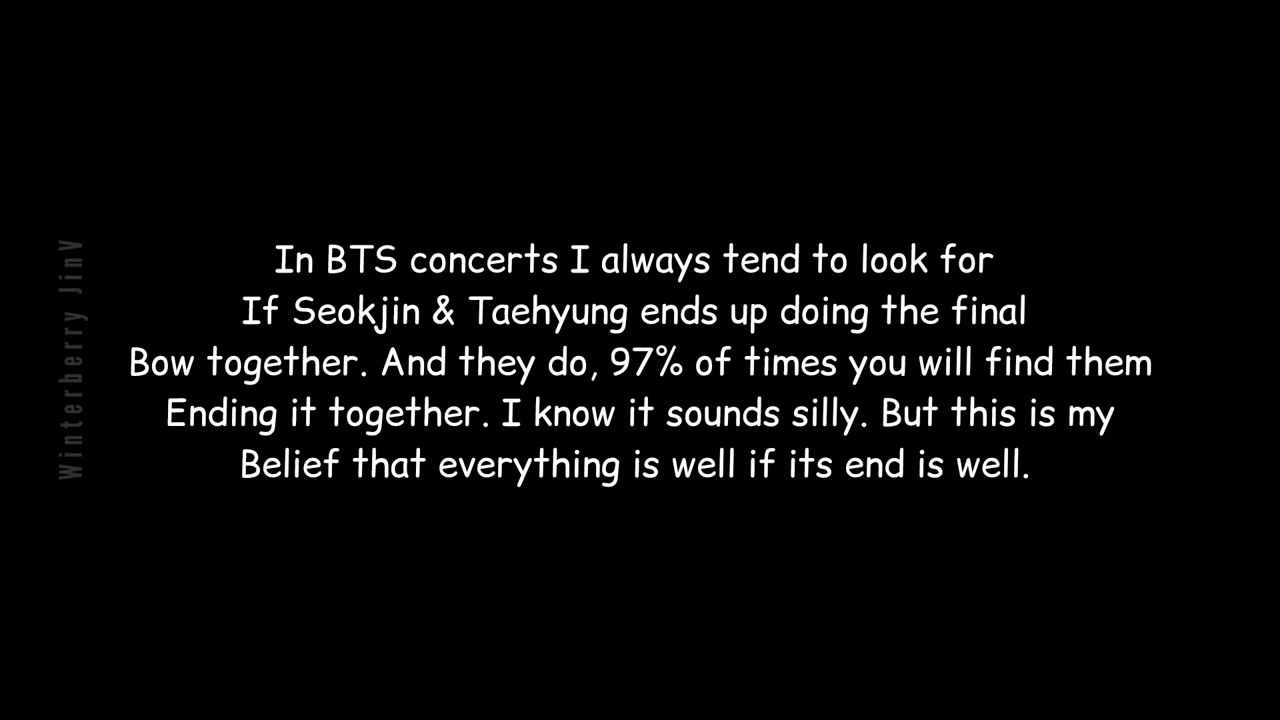 In BTS concerts I always tend to look for
If Seokjin & Taehyung ends up doing the final
Bow together. And they do, 97% of times you will find them
Ending it together. I know it sounds silly. But this is my
Belief that everything is well if its end is well.
Winterberry JinV